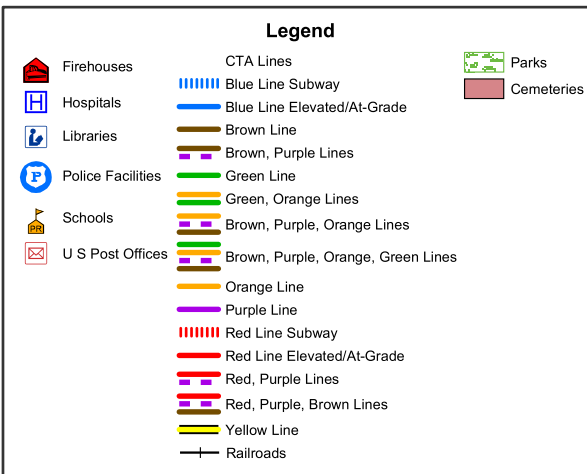 Legend
Firehouses
Hospitals
Libraries
Police Facilities
Schools
U S Post Offices
H
P
PR
CTA Lines
Blue Line Subway
Blue Line Elevated/At-Grade
Brown Line
Brown, Purple Lines
Green Line
Green, Orange Lines
Brown, Purple, Orange Lines
Brown, Purple, Orange, Green Lines
Orange Line
Purple Line
Red Line Subway
Red Line Elevated/At-Grade
Red, Purple Lines
Red, Purple, Brown Lines
Yellow Line
Railroads
Parks
Cemeteries